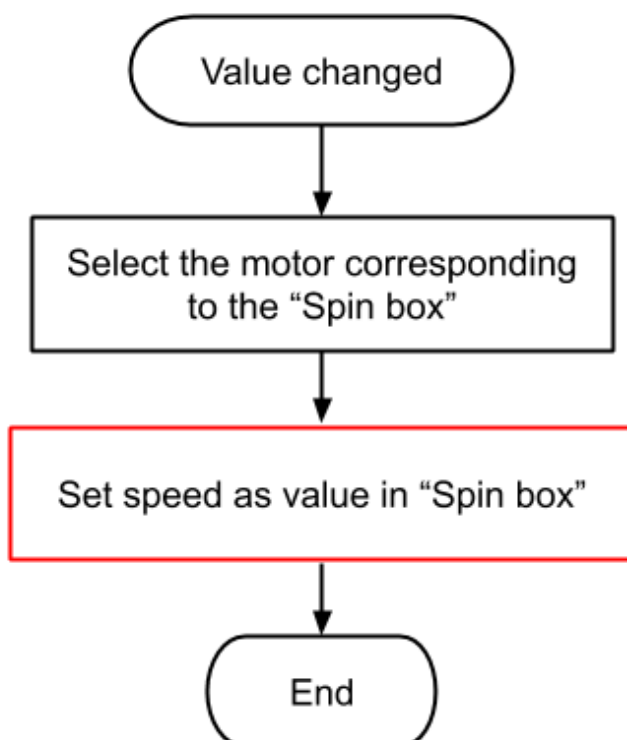 Value changed
Select the motor corresponding
to the “Spin box”
Set speed as value in “Spin box”
End